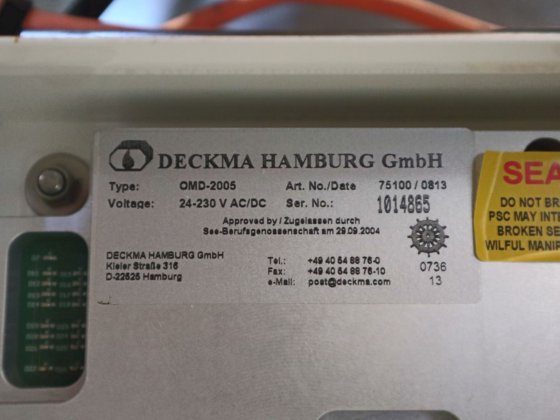 DECKMA HAMBURG GmbH
Type: OMD-2005 Art. No./Date 75100 / 0813
Voltage: 24-230 V AC/DC Ser. No.: 1014865
Approved by / Zugelassen durch
See-Berufsgenossenschaft am 29.09.2004
DECKMA HAMBURG GmbH
Kieler Straße 316
D-22525 Hamburg
Tel.: +49 40 54 88 76-0
Fax: +49 40 54 88 76-10
e-Mail: post@deckma.com
0736
13
SEA
DO NOT BR
PSC MAY INTE
BROKEN SE
WILFUL MANIP